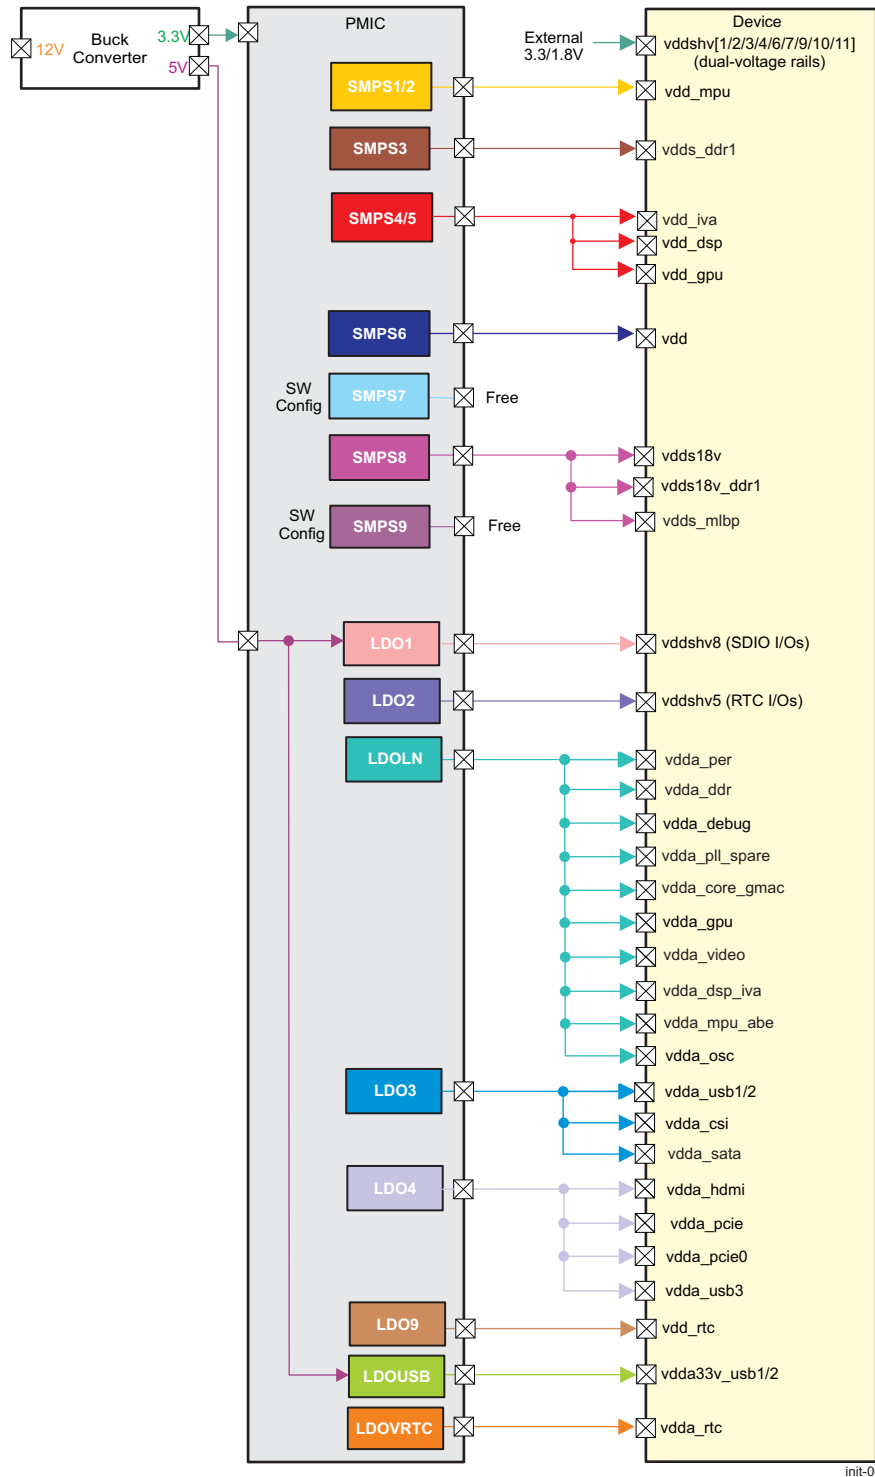 Buck
Converter
12V
3.3V
5V
PMIC
External
3.3/1.8V
Device
vddshv[1/2/3/4/6/7/9/10/11]
(dual-voltage rails)
SMPS1/2
vdd_mpu
SMPS3
vdds_ddr1
SMPS4/5
vdd_iva
vdd_dsp
vdd_gpu
SMPS6
vdd
SW
Config
SMPS7
Free
SMPS8
vdds18v
vdds18v_ddr1
vdds_mlbp
SW
Config
SMPS9
Free
LDO1
vddshv8 (SDIO I/Os)
LDO2
vddshv5 (RTC I/Os)
LDOLN
vdda_per
vdda_ddr
vdda_debug
vdda_pll_spare
vdda_core_gmac
vdda_gpu
vdda_video
vdda_dsp_iva
vdda_mpu_abe
vdda_osc
LDO3
vdda_usb1/2
vdda_csi
vdda_sata
LDO4
vdda_hdmi
vdda_pcie
vdda_pcie0
vdda_usb3
LDO9
vdd_rtc
LDOUSB
vdda33v_usb1/2
LDOVRTC
vdda_rtc
init-0